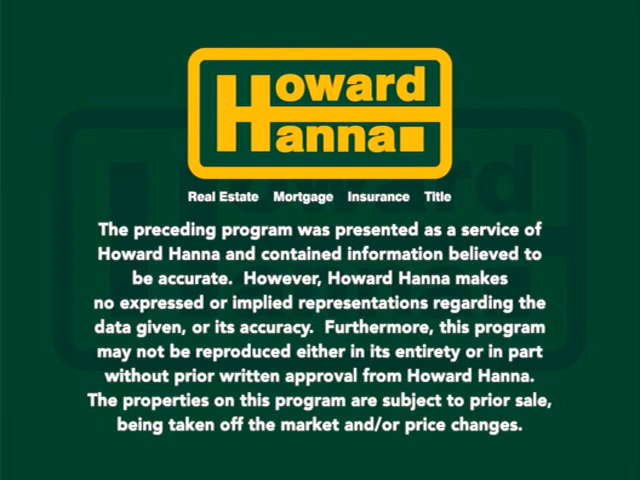 Howard
Hanna
Real Estate Mortgage Insurance Title
The preceding program was presented as a service of
Howard Hanna and contained information believed to
be accurate. However, Howard Hanna makes
no expressed or implied representations regarding the
data given, or its accuracy. Furthermore, this program
may not be reproduced either in its entirety or in part
without prior written approval from Howard Hanna.
The properties on this program are subject to prior sale,
being taken off the market and/or price changes.